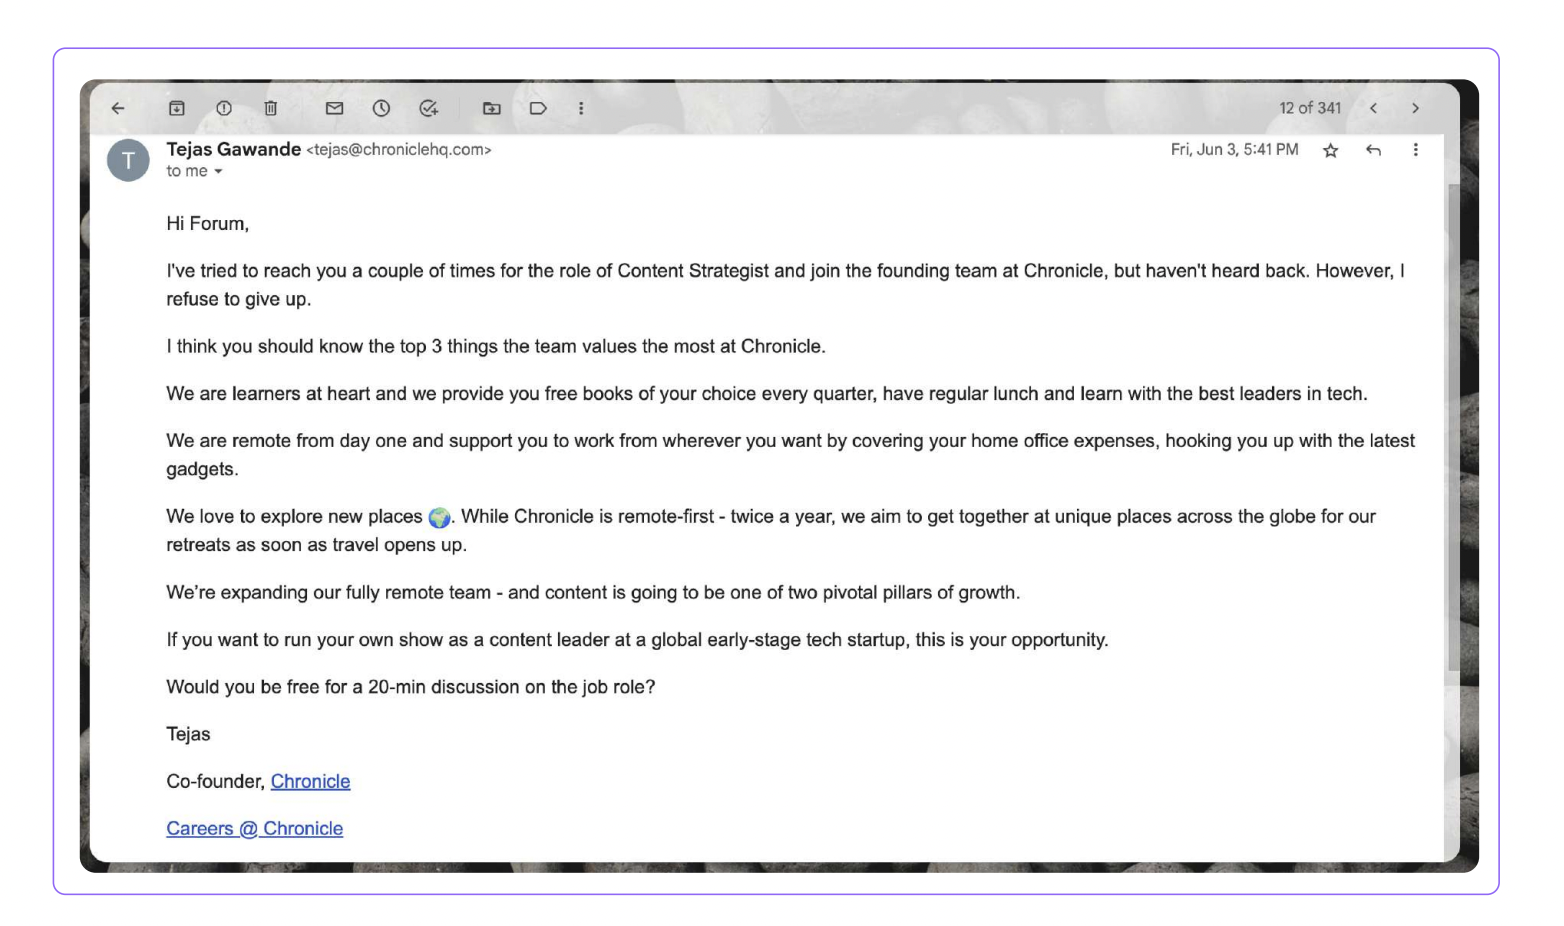 12 of 341
Tejas Gawande <tejas@chroniclehq.com>
Fri, Jun 3, 5:41 PM
T
to me
Hi Forum,
I've tried to reach you a couple of times for the role of Content Strategist and join the founding team at Chronicle, but haven't heard back. However, I
refuse to give up.
I think you should know the top 3 things the team values the most at Chronicle.
We are learners at heart and we provide you free books of your choice every quarter, have regular lunch and learn with the best leaders in tech.
We are remote from day one and support you to work from wherever you want by covering your home office expenses, hooking you up with the latest
gadgets.
We love to explore new places 🌍. While Chronicle is remote-first - twice a year, we aim to get together at unique places across the globe for our
retreats as soon as travel opens up.
We’re expanding our fully remote team - and content is going to be one of two pivotal pillars of growth.
If you want to run your own show as a content leader at a global early-stage tech startup, this is your opportunity.
Would you be free for a 20-min discussion on the job role?
Tejas
Co-founder, Chronicle
Careers @ Chronicle